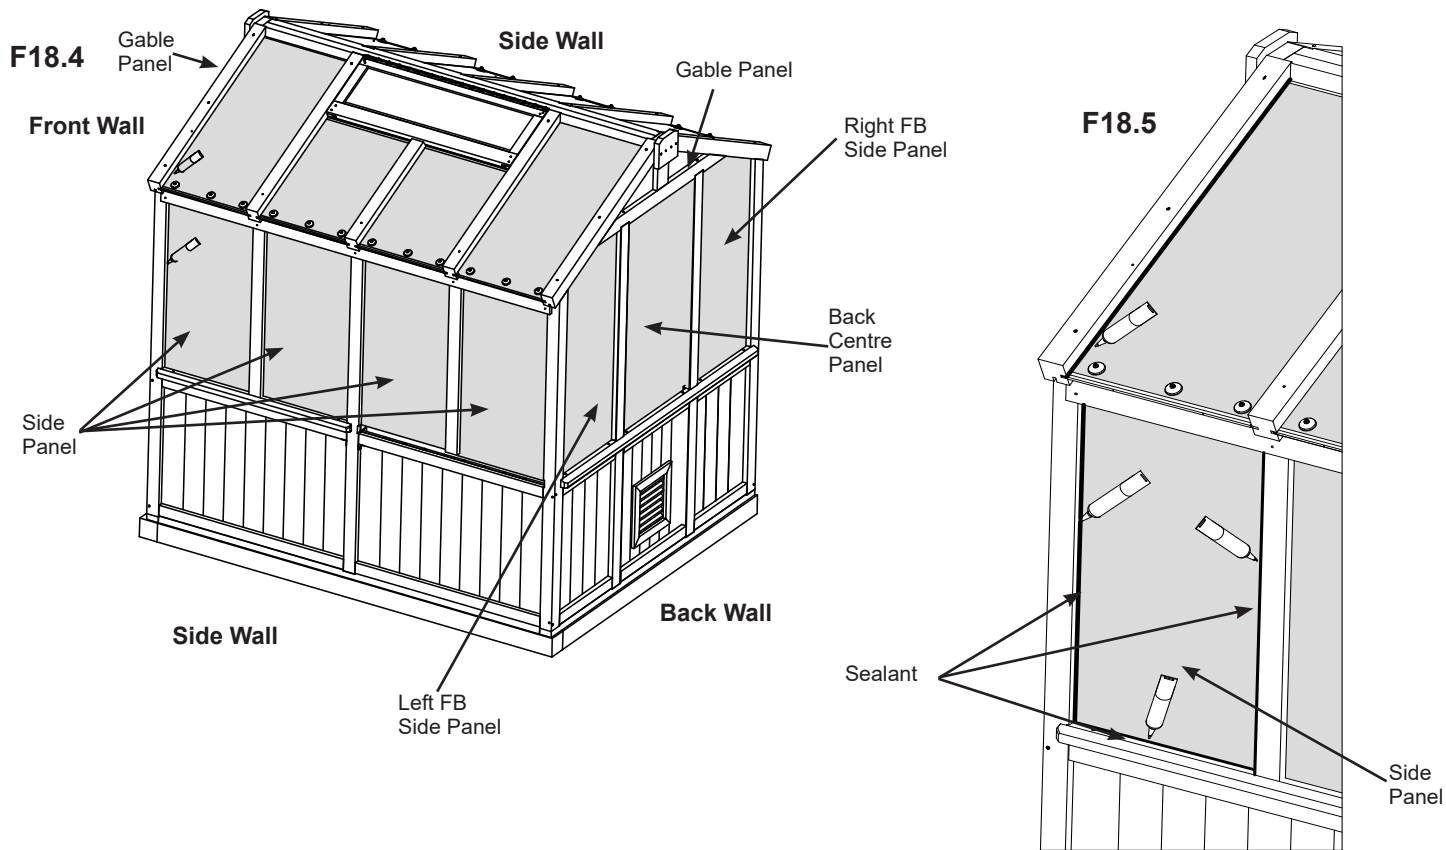 F18.4
Gable
Panel
Side Wall
Gable Panel
Front Wall
Right FB
Side Panel
Back
Centre
Panel
Side
Panel
Back Wall
Side Wall
Left FB
Side Panel
F18.5
Sealant
Side
Panel